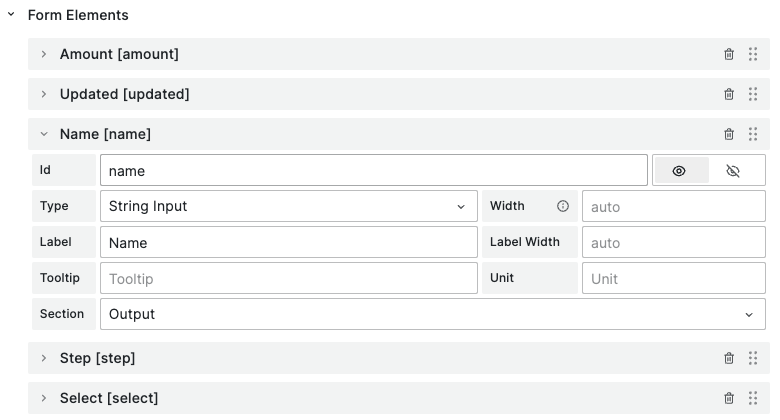 Form Elements
Amount [amount]
Updated [updated]
Name [name]
Id name
Type String Input Width auto
Label Name Label Width auto
Tooltip Tooltip Unit Unit
Section Output
Step [step]
Select [select]